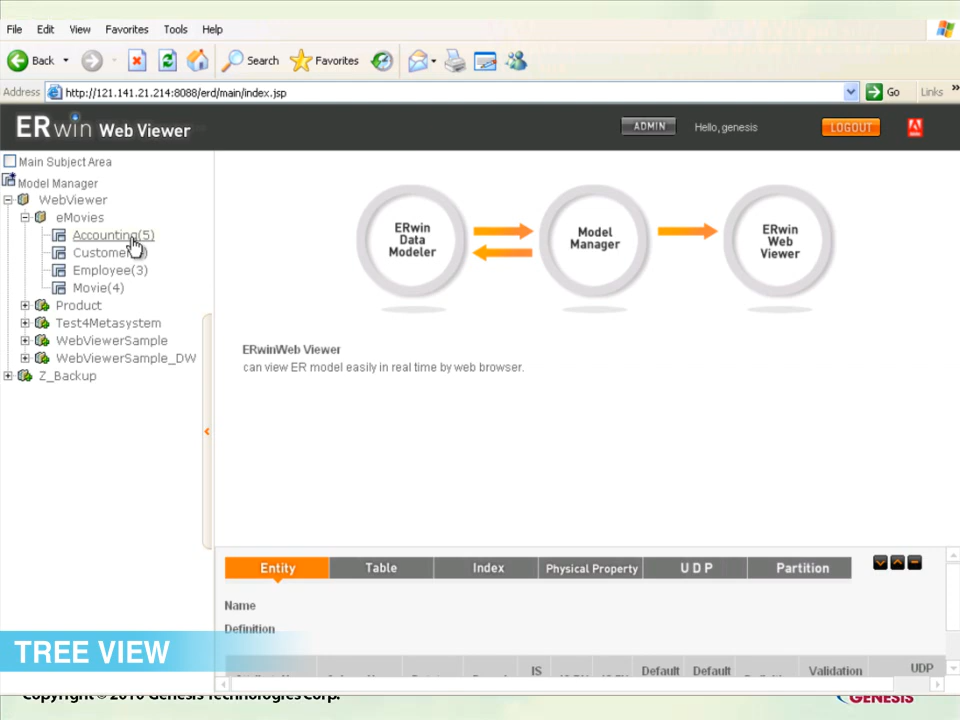 File Edit View Favorites Tools Help
Back Search Favorites
Address http://121.141.21.214:8088/erd/main/index.jsp Go Links »
ERwin Web Viewer ADMIN Hello, genesis LOGOUT
Main Subject Area
Model Manager
WebViewer
eMovies
Accounting(5)
Employee(3)
Movie(4)
Product
Test4Metasystem
WebViewerSample
WebViewerSample_DW
Z_Backup
ERwin
Data
Modeler
Model
Manager
ERwin
Web
Viewer
ERwinWeb Viewer
can view ER model easily in real time by web browser.
Entity Table Index Physical Property U D P Partition
Name
Definition
TREE VIEW
IS Default Default Validation UDP
Genesis Technologies Corp.
GENESIS